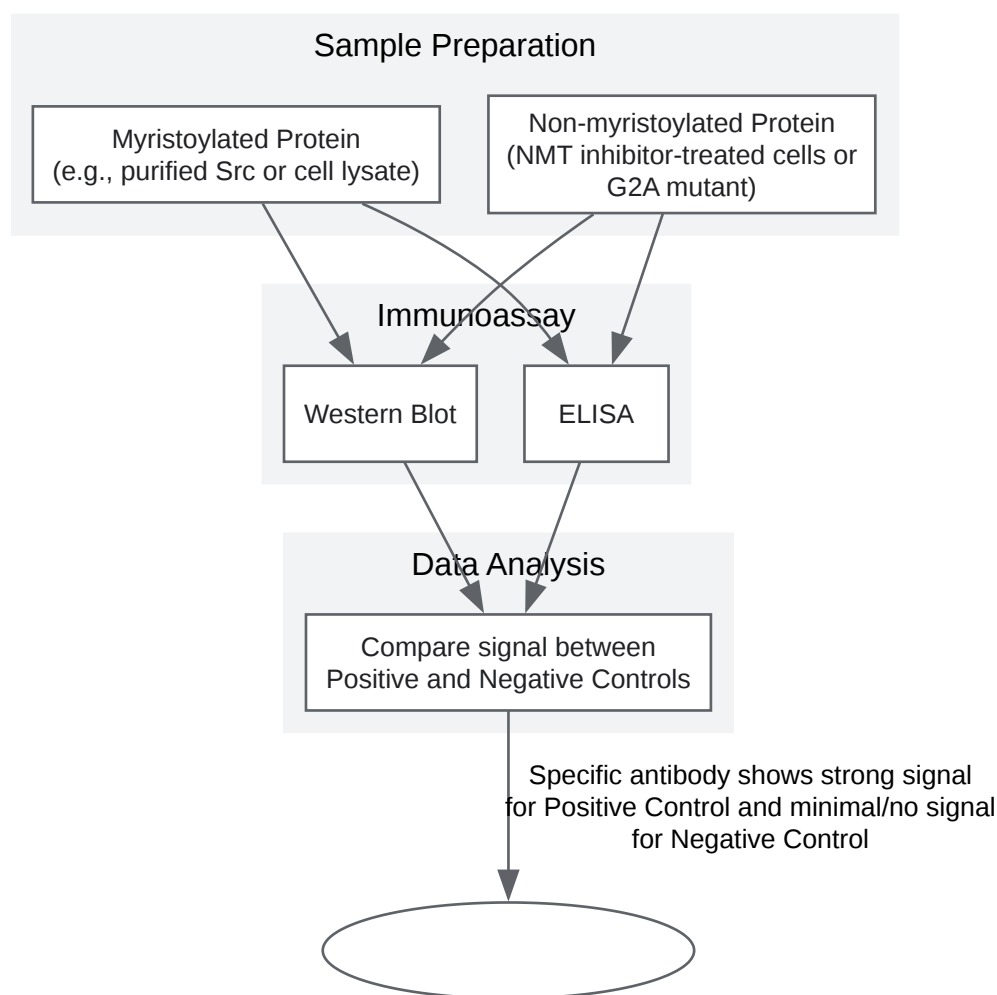 Sample Preparation
Myristoylated Protein
(e.g., purified Src or cell lysate)
Non-myristoylated Protein
(NMT inhibitor-treated cells or
G2A mutant)
Immunoassay
Western Blot
ELISA
Data Analysis
Compare signal between
Positive and Negative Controls
Specific antibody shows strong signal
for Positive Control and minimal/no signal
for Negative Control